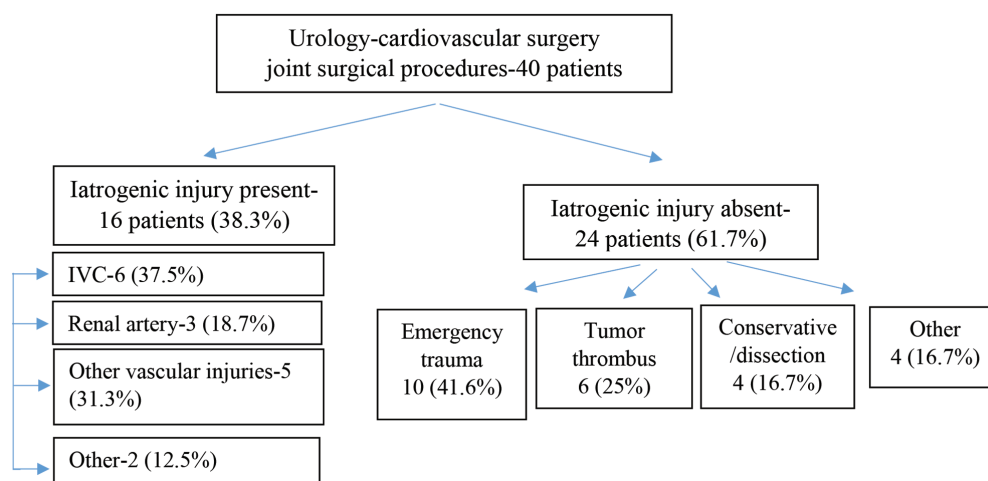 Urology-cardiovascular surgery
joint surgical procedures-40 patients
Iatrogenic injury present-
16 patients (38.3%)
IVC-6 (37.5%)
Renal artery-3 (18.7%)
Other vascular injuries-5
(31.3%)
Other-2 (12.5%)
Iatrogenic injury absent-
24 patients (61.7%)
Emergency
trauma
10 (41.6%)
Tumor
thrombus
6 (25%)
Conservative
/dissection
4 (16.7%)
Other
4 (16.7%)